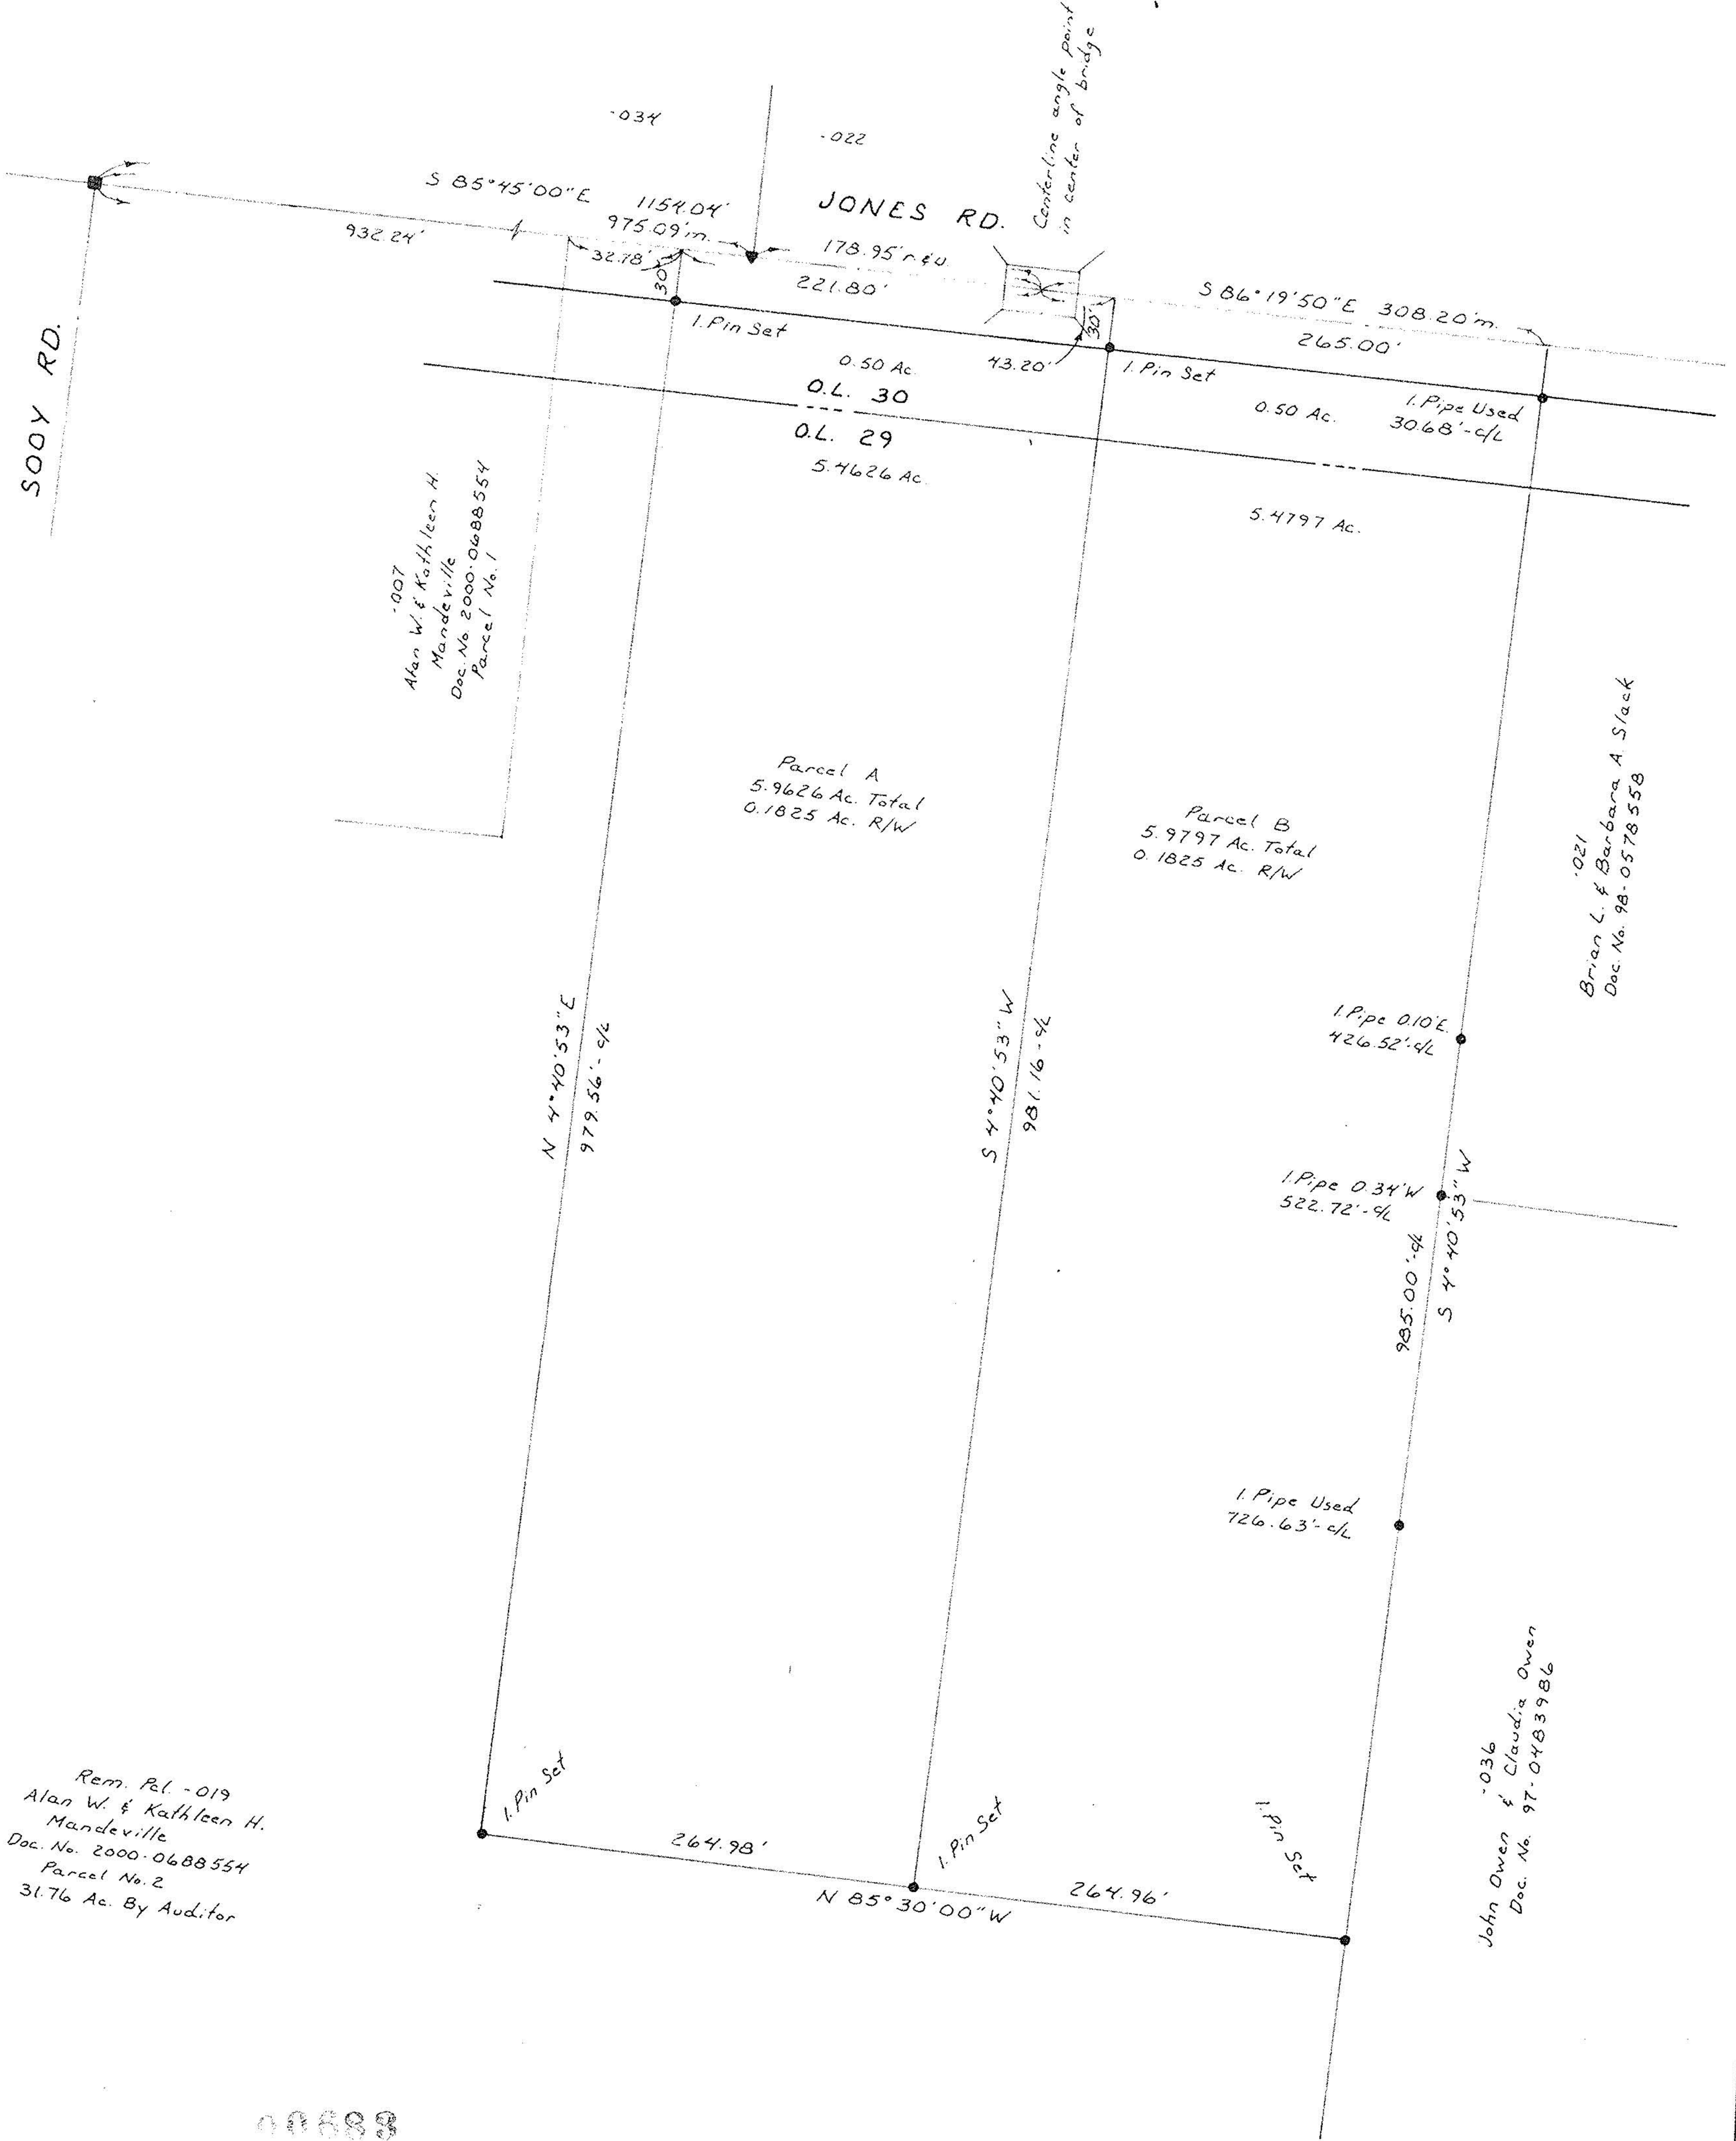 Centerline angle point
in center of bridge
-034
-022
S 85°45'00"E 1154.04'
975.09'm.
JONES RD.
932.24'
32.78'
178.95' r.&u.
221.80'
30'
30'
S 86°19'50"E 308.20'm.
265.00'
SOOY RD.
I. Pin Set
0.50 Ac.
43.20'
I. Pin Set
O.L. 30
O.L. 29
5.4626 Ac.
0.50 Ac.
I. Pipe Used
30.68'-c/L
5.4797 Ac.
-007
Alan W. & Kathleen H.
Mandeville
Doc. No. 2000-0688554
Parcel No. 1
Parcel A
5.9626 Ac. Total
0.1825 Ac. R/W
Parcel B
5.9797 Ac. Total
0.1825 Ac. R/W
-021
Brian L. & Barbara A. Slack
Doc. No. 98-0578558
N 4°40'53"E
979.56'-c/L
S 4°40'53"W
981.16-c/L
I. Pipe 0.10'E.
426.52'-c/L
I. Pipe 0.34'W
522.72'-c/L
985.00'-c/L
S 4°40'53"W
I. Pipe Used
726.63'-c/L
-036
John Owen & Claudia Owen
Doc. No. 97-0483986
Rem. Pcl. -019
Alan W. & Kathleen H.
Mandeville
Doc. No. 2000-0688554
Parcel No. 2
31.76 Ac. By Auditor
I. Pin Set
264.98'
I. Pin Set
N 85°30'00"W
264.96'
I. Pin Set
00688